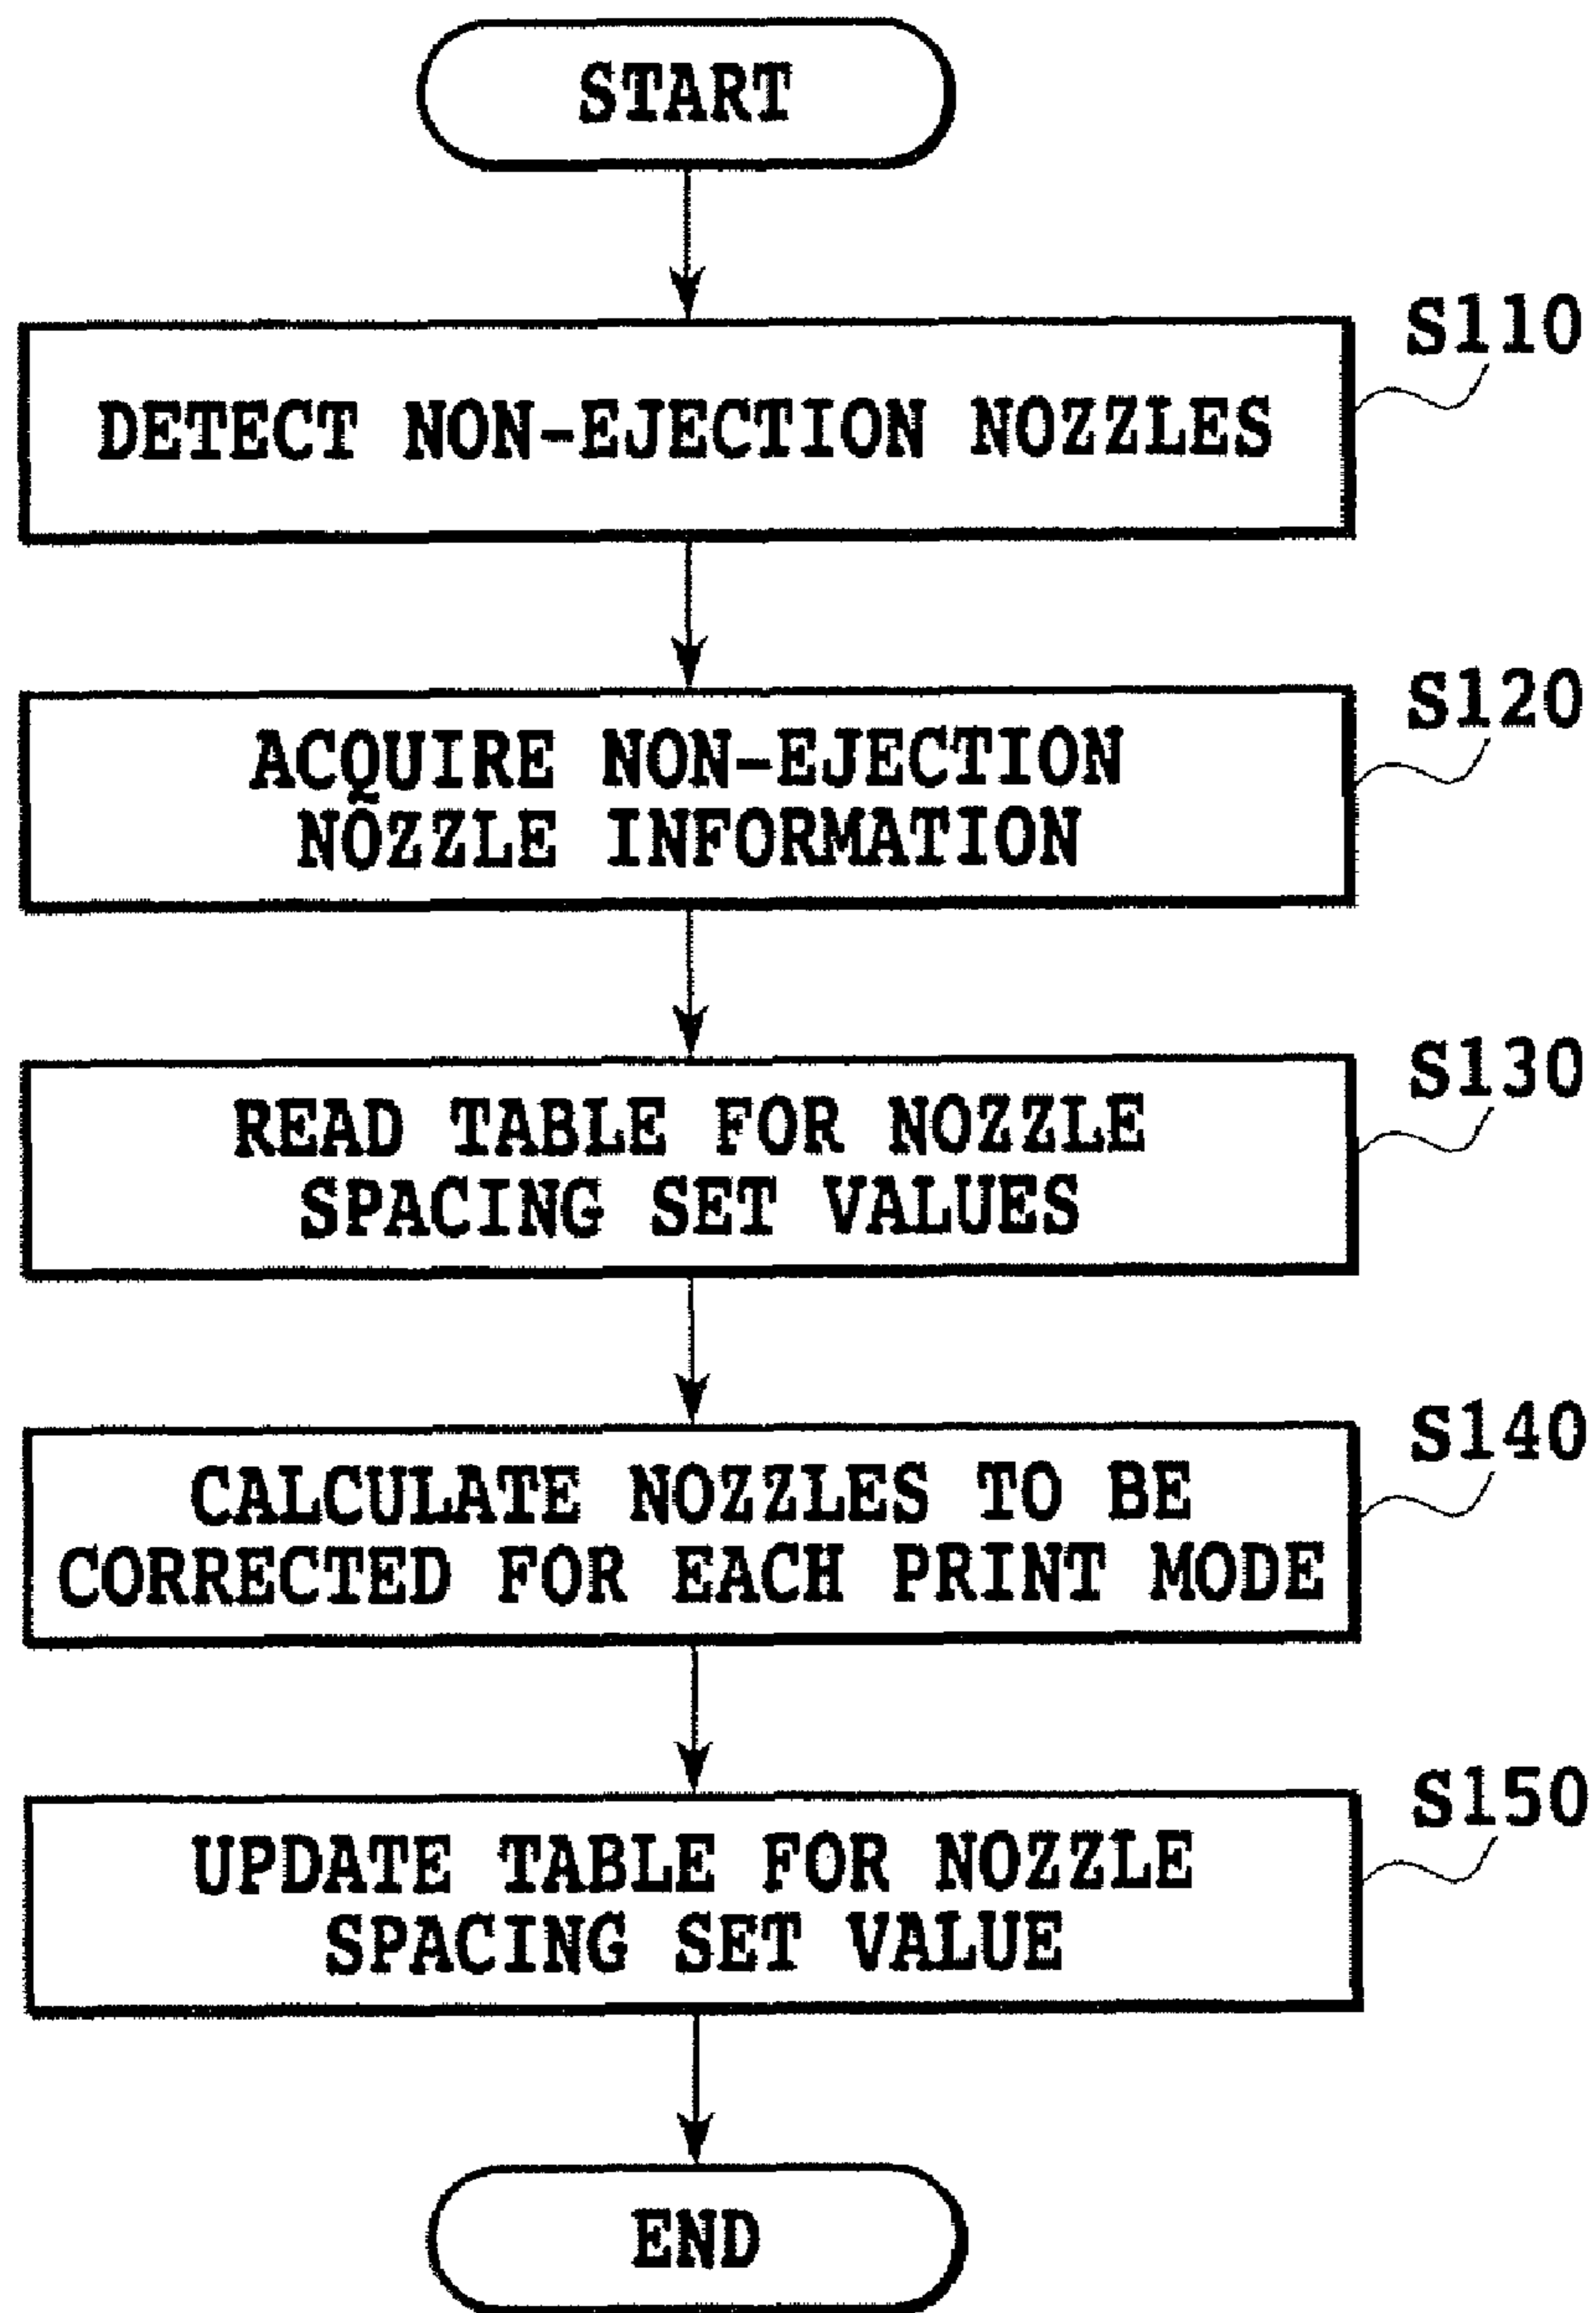 START
S110
DETECT NON-EJECTION NOZZLES
S120
ACQUIRE NON-EJECTION
NOZZLE INFORMATION
S130
READ TABLE FOR NOZZLE
SPACING SET VALUES
S140
CALCULATE NOZZLES TO BE
CORRECTED FOR EACH PRINT MODE
S150
UPDATE TABLE FOR NOZZLE
SPACING SET VALUE
END